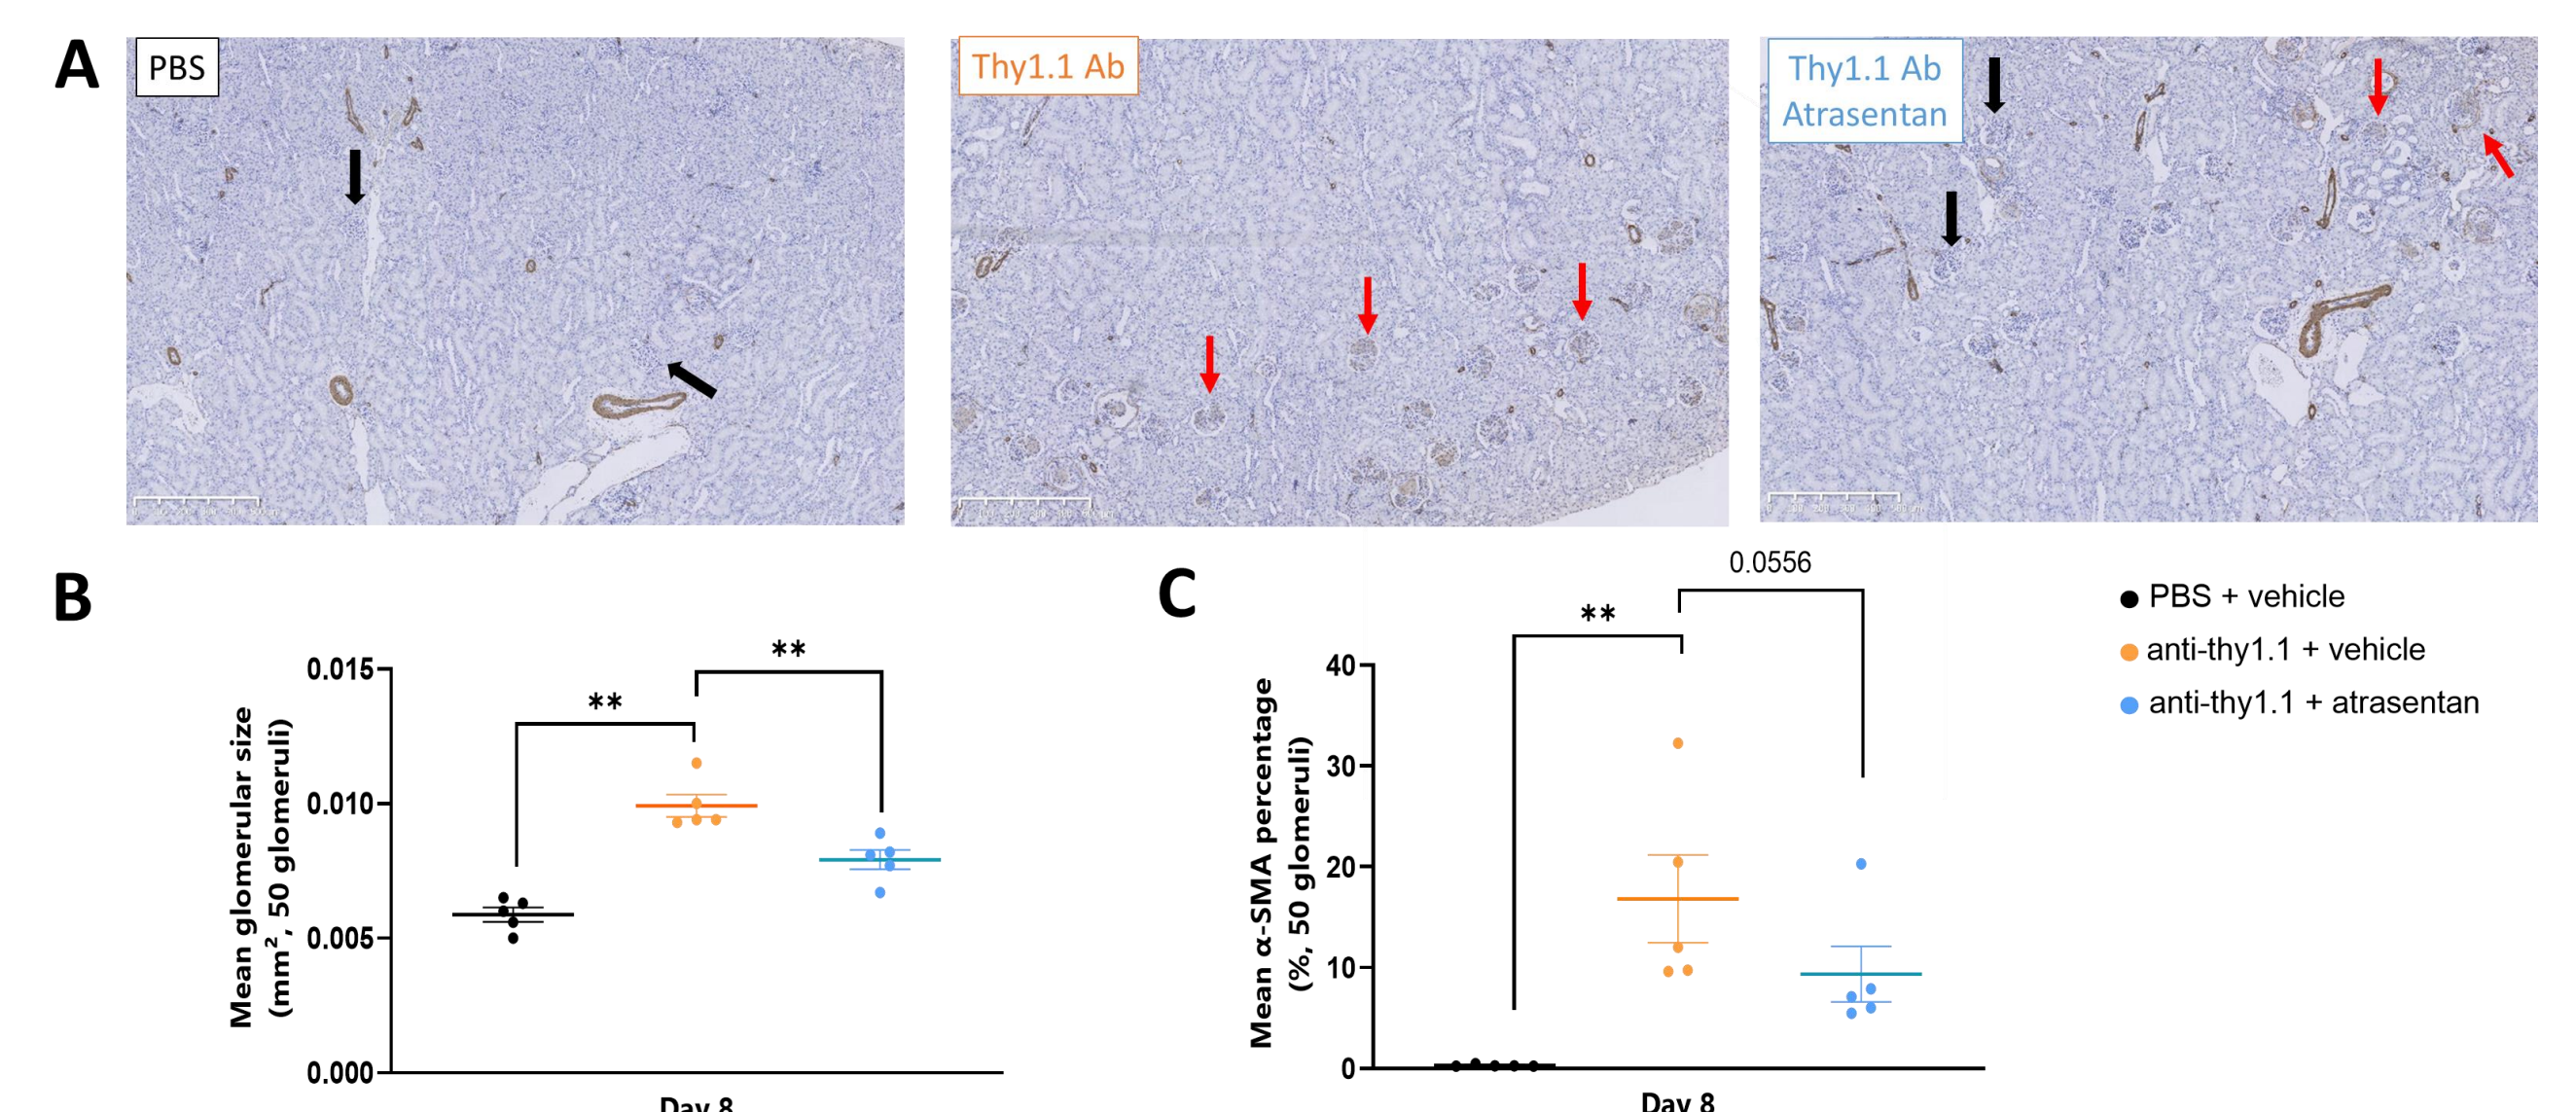 A
PBS
Thy1.1 Ab
Thy1.1 Ab
Atrasentan
B
Mean glomerular size
(mm², 50 glomeruli)
0.015
0.010
0.005
0.000
**
**
Day 8
C
Mean α-SMA percentage
(%, 50 glomeruli)
40
30
20
10
0
**
0.0556
Day 8
PBS + vehicle
anti-thy1.1 + vehicle
anti-thy1.1 + atrasentan